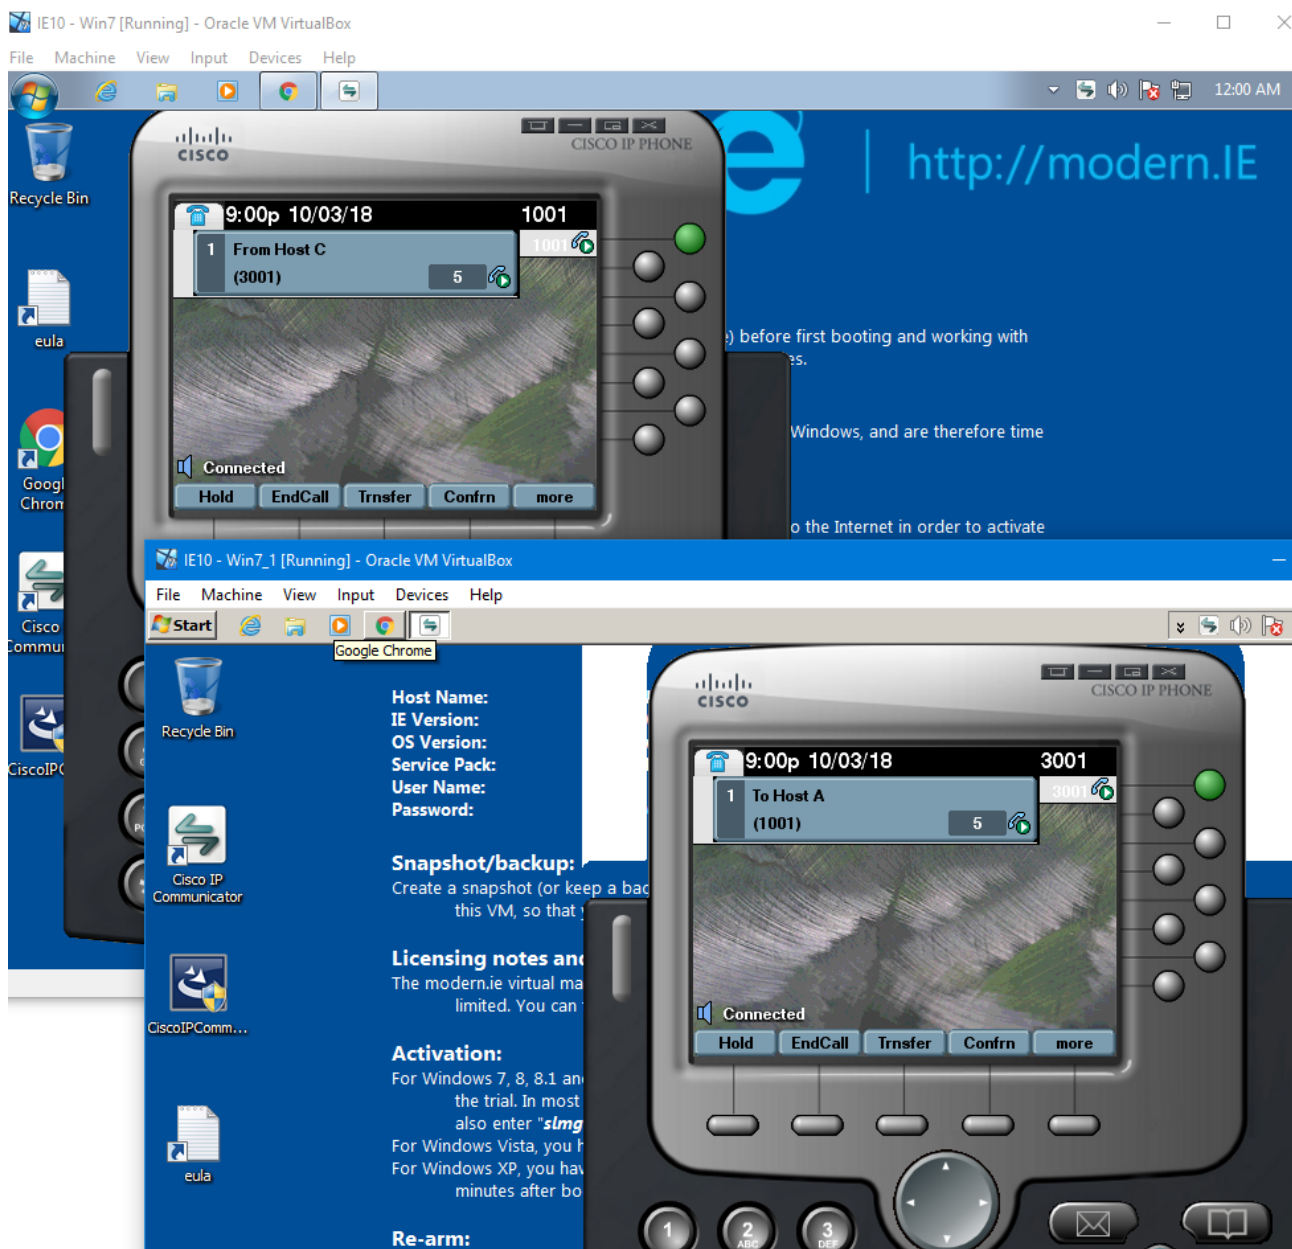 IE10 - Win7 [Running] - Oracle VM VirtualBox
File Machine View Input Devices Help
12:00 AM
Recycle Bin
eula
Google
Cisco
CISCO
CISCO IP PHONE
9:00p 10/03/18 1001
1001
1 From Host C
(3001) 5
Connected
Hold EndCall Trnsfer Confrn more
http://modern.IE
) before first booting and working with
es.
Windows, and are therefore time
o the Internet in order to activate
IE10 - Win7_1 [Running] - Oracle VM VirtualBox
File Machine View Input Devices Help
Start
Google Chrome
Recycle Bin
Cisco IP
Communicator
CiscoIPComm...
eula
Host Name:
IE Version:
OS Version:
Service Pack:
User Name:
Password:
Snapshot/backup:
Create a snapshot (or keep a bac
this VM, so that
Licensing notes and
The modern.ie virtual ma
limited. You can
Activation:
For Windows 7, 8, 8.1 an
the trial. In most
also enter "slmg
For Windows Vista, you h
For Windows XP, you hav
minutes after bo
Re-arm:
CISCO
CISCO IP PHONE
9:00p 10/03/18 3001
3001
1 To Host A
(1001) 5
Connected
Hold EndCall Trnsfer Confrn more
1 2 3
ABC DEF